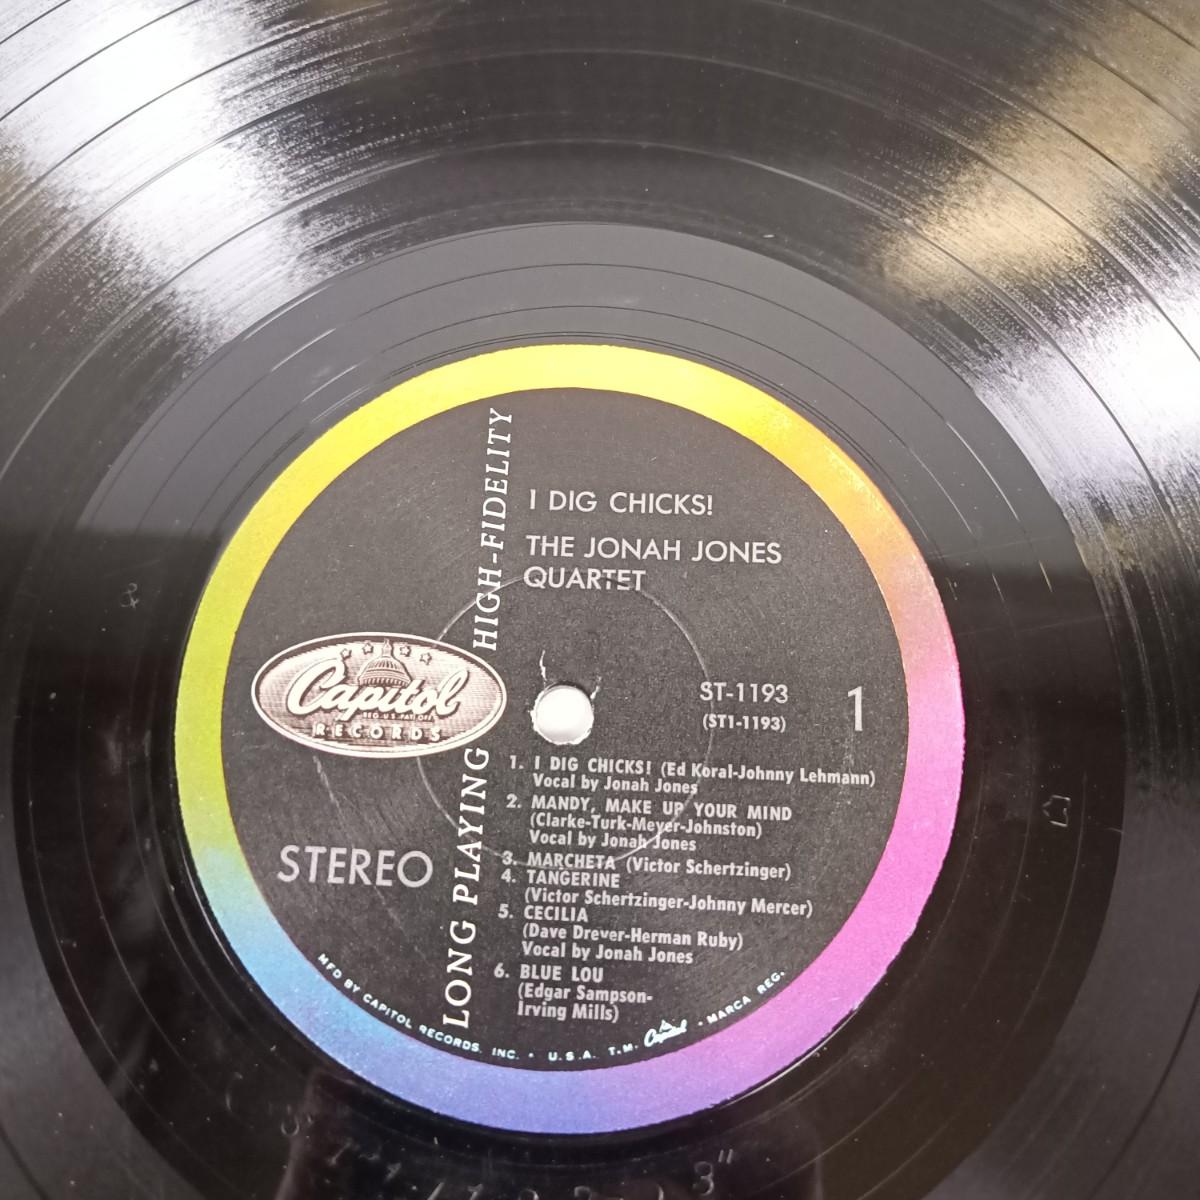 I DIG CHICKS!
THE JONAH JONES
QUARTET
HIGH-FIDELITY
LONG PLAYING
Capitol
REG. U.S. PAT. OFF.
RECORDS
STEREO
ST-1193
(ST1-1193)
1
1. I DIG CHICKS! (Ed Koral-Johnny Lehmann)
Vocal by Jonah Jones
2. MANDY, MAKE UP YOUR MIND
(Clarke-Turk-Meyer-Johnston)
Vocal by Jonah Jones
3. MARCHETA (Victor Schertzinger)
4. TANGERINE
(Victor Schertzinger-Johnny Mercer)
5. CECILIA
(Dave Drever-Herman Ruby)
Vocal by Jonah Jones
6. BLUE LOU
(Edgar Sampson-
Irving Mills)
MFD BY CAPITOL RECORDS, INC. • U.S.A. T.M. Capitol • MARCA REG.